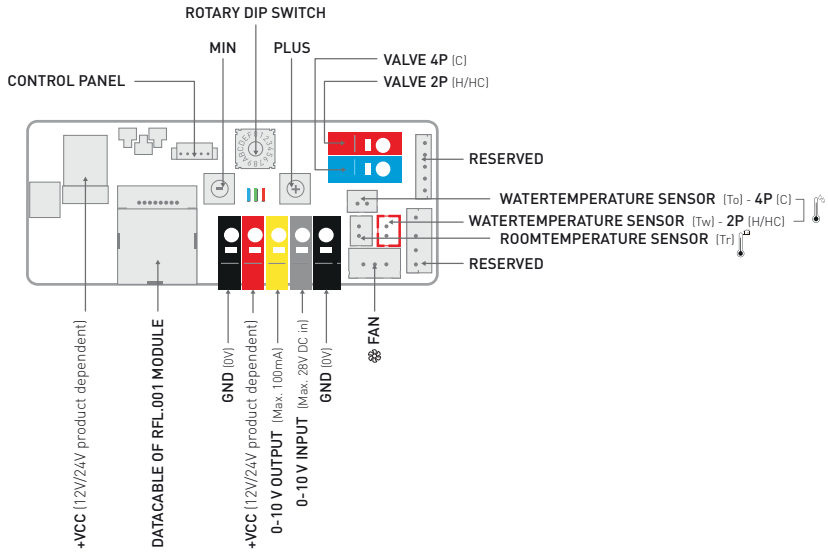 ROTARY DIP SWITCH
MIN
PLUS
VALVE 4P (C)
VALVE 2P (H/HC)
CONTROL PANEL
RESERVED
WATERTEMPERATURE SENSOR (To) - 4P (C)
WATERTEMPERATURE SENSOR (Tw) - 2P (H/HC)
ROOMTEMPERATURE SENSOR (Tr)
RESERVED
+VCC (12V/24V product dependent)
DATACABLE OF RFL.001 MODULE
GND (0V)
+VCC (12V/24V product dependent)
0-10 V OUTPUT (Max. 100mA)
0-10 V INPUT (Max. 28V DC in)
GND (0V)
FAN